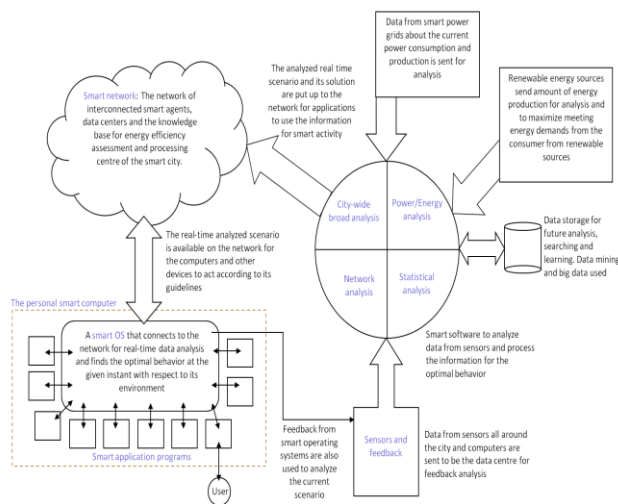 Data from smart power
grids about the current
power consumption and
production is sent for
analysis
The analyzed real time
scenario and its solution
are put up to the
network for applications
to use the information
for smart activity
Smart network: The network of
interconnected smart agents,
data centers and the knowledge
base for energy efficiency
assessment and processing
centre of the smart city.
Renewable energy sources
send amount of energy
production for analysis and
to maximize meeting
energy demands from the
consumer from renewable
sources
City-wide
broad analysis
Power/Energy
analysis
Network
analysis
Statistical
analysis
Data storage for
future analysis,
searching and
learning. Data mining
and big data used
The real-time analyzed scenario
is available on the network for
the computers and other
devices to act according to its
guidelines
The personal smart computer
A smart OS that connects to the
network for real-time data analysis
and finds the optimal behavior at the
given instant with respect to its
environment
Smart application programs
User
Smart software to analyze
data from sensors and process
the information for the
optimal behavior
Feedback from
smart operating
systems are also
used to analyze
the current
scenario
Sensors and
feedback
Data from sensors all around
the city and computers are
sent to be the data centre for
feedback analysis